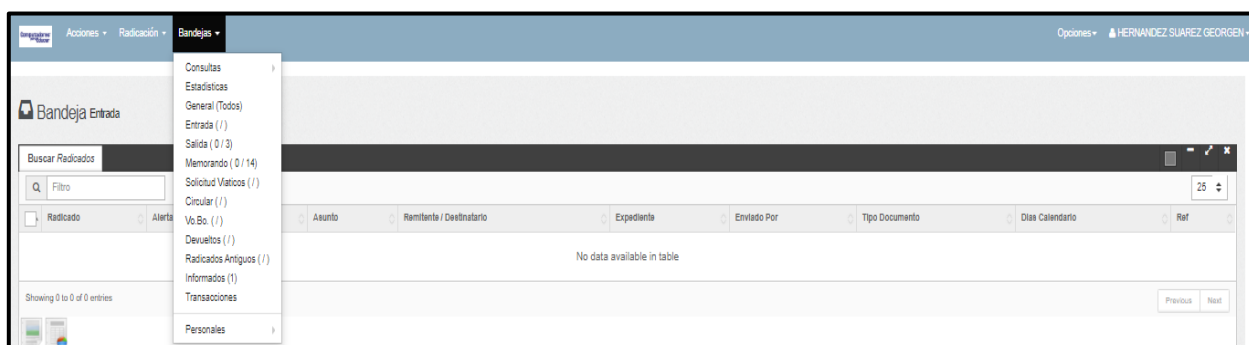 Computadores para Educar
Acciones Radicación Bandejas Opciones HERNANDEZ SUAREZ GEORGEN
Consultas
Estadisticas
General (Todos)
Entrada ( / )
Salida ( 0 / 3)
Memorando ( 0 / 14)
Solicitud Viaticos ( / )
Circular ( / )
Vo.Bo. ( / )
Devueltos ( / )
Radicados Antiguos ( / )
Informados (1)
Transacciones
Personales
Bandeja Entrada
Buscar Radicados
Filtro 25
Radicado Alerta Asunto Remitente / Destinatario Expediente Enviado Por Tipo Documento Dias Calendario Ref
No data available in table
Showing 0 to 0 of 0 entries Previous Next